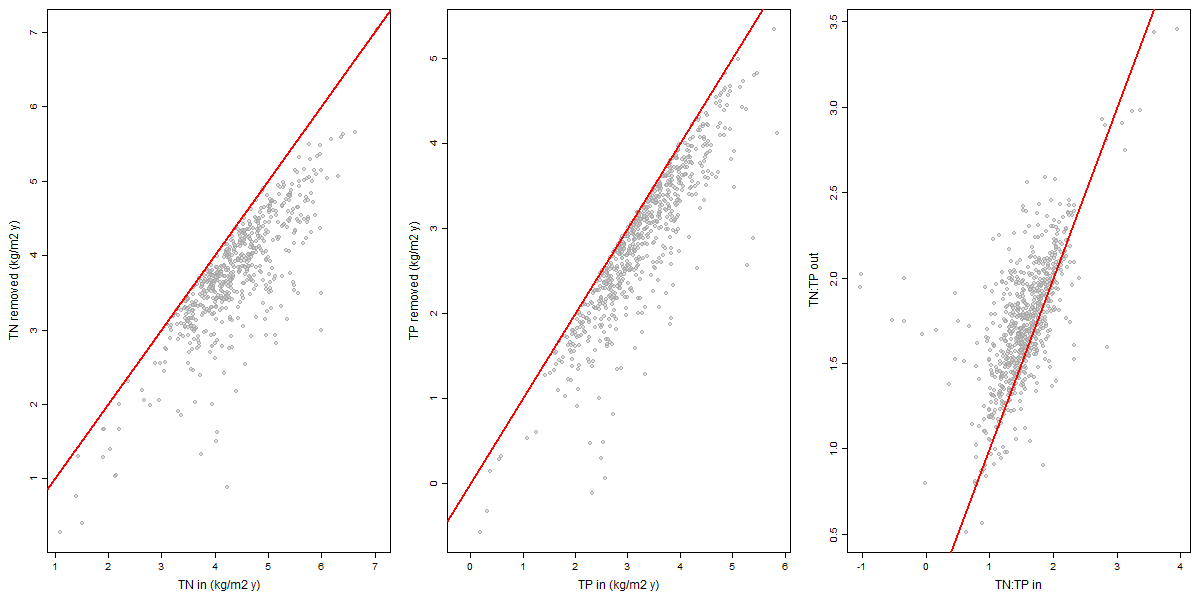 TN removed (kg/m2 y)
7
6
5
4
3
2
1
1 2 3 4 5 6 7
TN in (kg/m2 y)
TP removed (kg/m2 y)
5
4
3
2
1
0
0 1 2 3 4 5 6
TP in (kg/m2 y)
TN:TP out
3.5
3.0
2.5
2.0
1.5
1.0
0.5
-1 0 1 2 3 4
TN:TP in